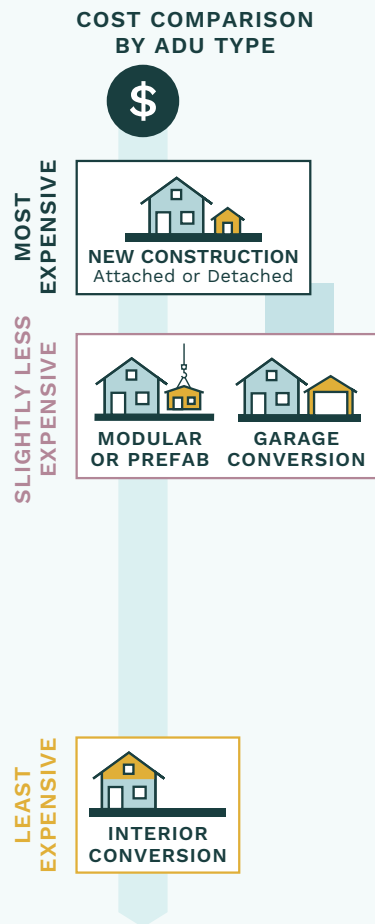 COST COMPARISON
BY ADU TYPE
$
MOST
EXPENSIVE
NEW CONSTRUCTION
Attached or Detached
SLIGHTLY LESS
EXPENSIVE
MODULAR
OR PREFAB
GARAGE
CONVERSION
LEAST
EXPENSIVE
INTERIOR
CONVERSION